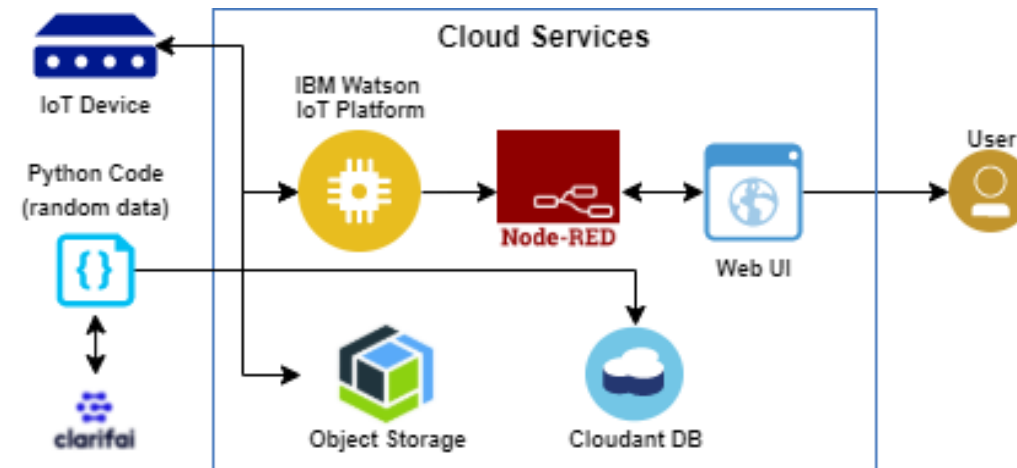 Cloud Services
IoT Device
IBM Watson
IoT Platform
User
Python Code
(random data)
{}
Node-RED
Web UI
clarifai
Object Storage
Cloudant DB